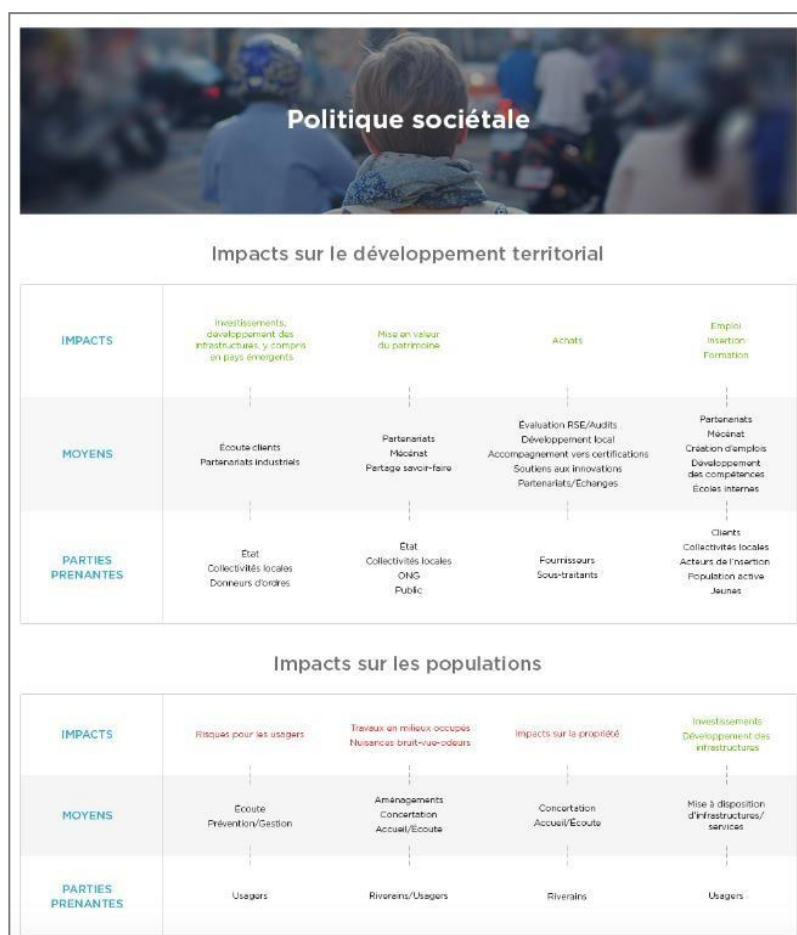 Politique sociétale
Impacts sur le développement territorial
IMPACTS
Investissements,
développement des
infrastructures, y compris
en pays émergents
Mise en valeur
du patrimoine
Achats
Emploi
Insertion
Formation
MOYENS
Écoute clients
Partenariats industriels
Partenariats
Mécénat
Partage savoir-faire
Évaluation RSE/Audits
Développement local
Accompagnement vers certifications
Soutiens aux innovations
Partenariats/Échanges
Partenariats
Mécénat
Création d'emplois
Développement
des compétences
Écoles internes
PARTIES
PRENANTES
État
Collectivités locales
Donneurs d'ordres
État
Collectivités locales
ONG
Public
Fournisseurs
Sous-traitants
Clients
Collectivités locales
Acteurs de l'insertion
Population active
Jeunes
Impacts sur les populations
IMPACTS
Risques pour les usagers
Travaux en milieux occupés
Nuisances bruit-vue-odeurs
Impacts sur la propriété
Investissements
Développement des
infrastructures
MOYENS
Écoute
Prévention/Gestion
Aménagements
Concertation
Accueil/Écoute
Concertation
Accueil/Écoute
Mise à disposition
d'infrastructures/
services
PARTIES
PRENANTES
Usagers
Riverains/Usagers
Riverains
Usagers